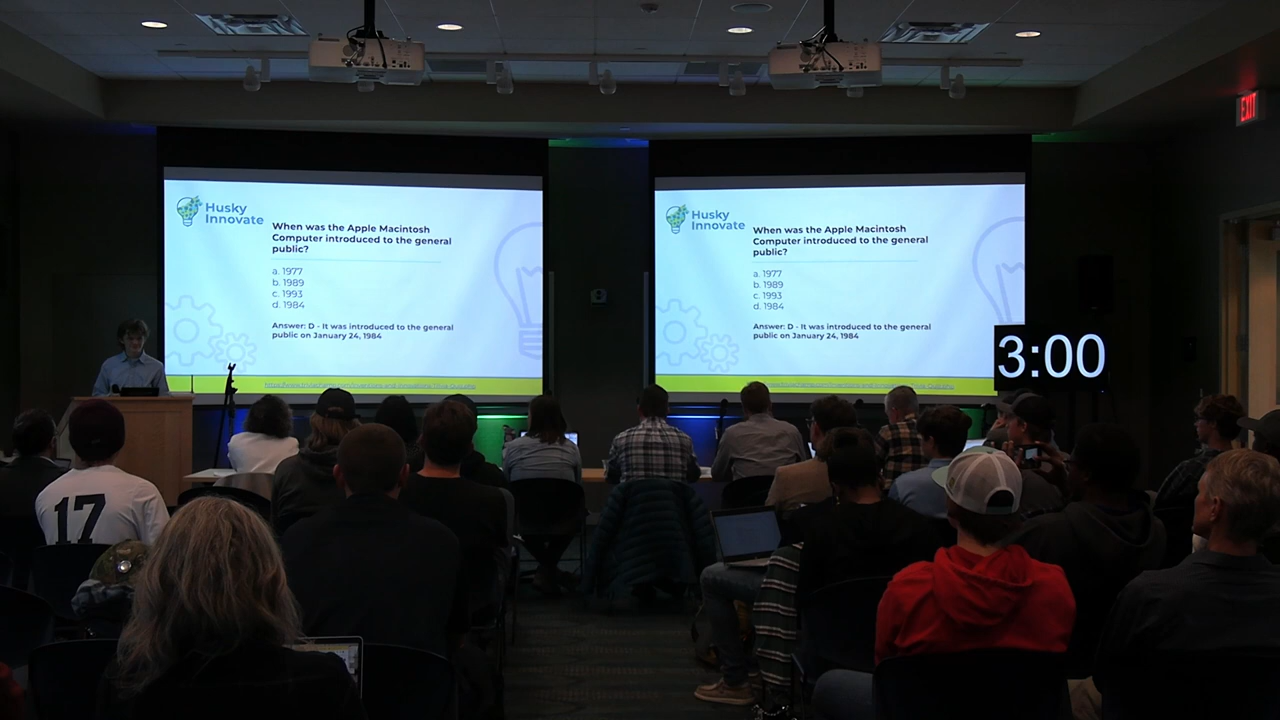 Husky
Innovate
When was the Apple Macintosh
Computer introduced to the general
public?
a. 1977
b. 1989
c. 1993
d. 1984
Answer: D - It was introduced to the general
public on January 24, 1984
Husky
Innovate
When was the Apple Macintosh
Computer introduced to the general
public?
a. 1977
b. 1989
c. 1993
d. 1984
Answer: D - It was introduced to the general
public on January 24, 1984
3:00
EXIT
17